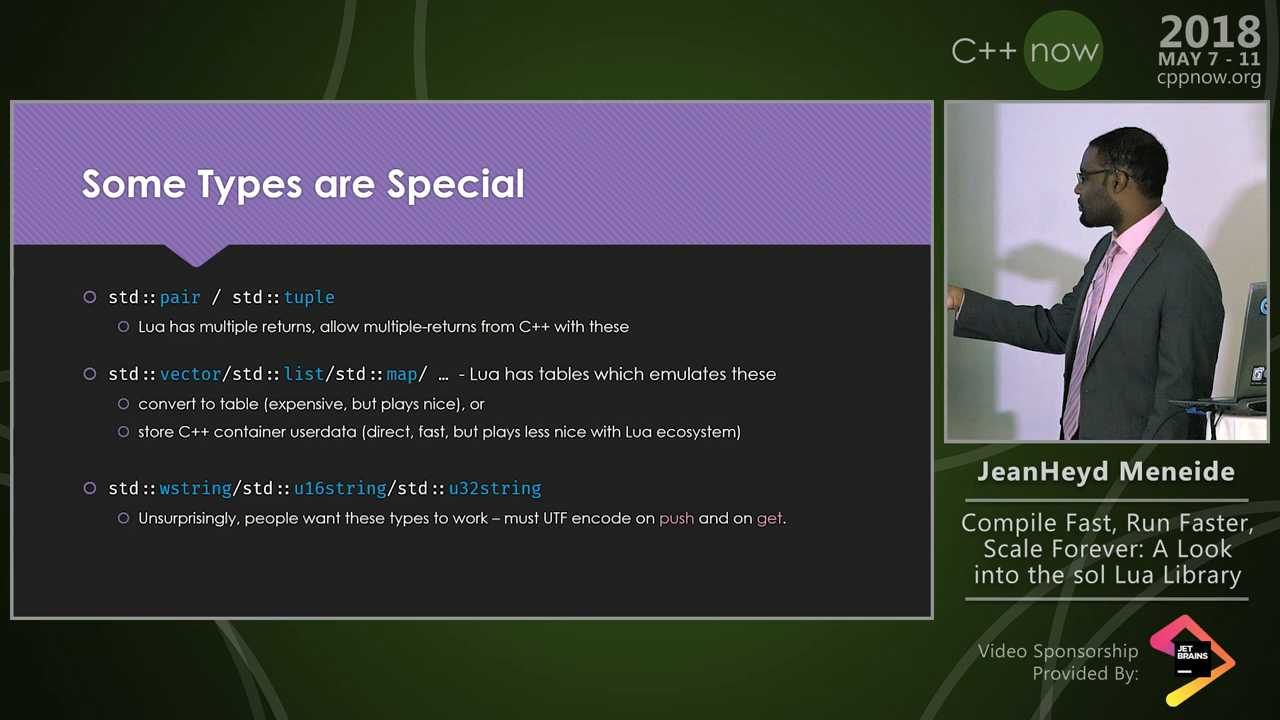 C++ now
2018
MAY 7 - 11
cppnow.org
Some Types are Special
std::pair / std::tuple
Lua has multiple returns, allow multiple-returns from C++ with these
std::vector/std::list/std::map/ … - Lua has tables which emulates these
convert to table (expensive, but plays nice), or
store C++ container userdata (direct, fast, but plays less nice with Lua ecosystem)
std::wstring/std::u16string/std::u32string
Unsurprisingly, people want these types to work – must UTF encode on push and on get.
JeanHeyd Meneide
Compile Fast, Run Faster,
Scale Forever: A Look
into the sol Lua Library
Video Sponsorship
Provided By:
JET
BRAINS